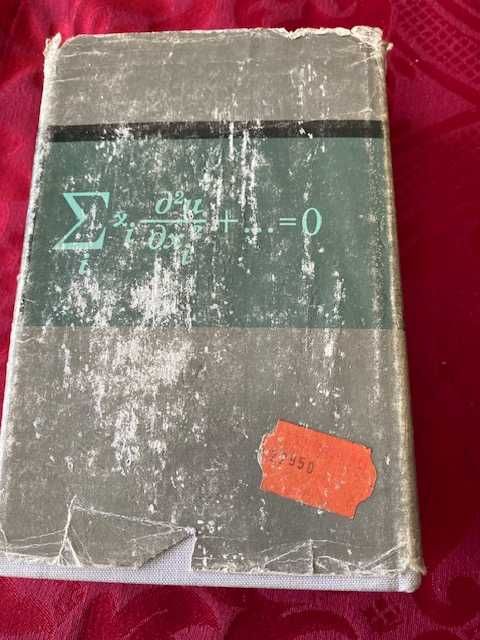 ∑ᵢ xᵢ ∂²u/∂xᵢ² + ... = 0